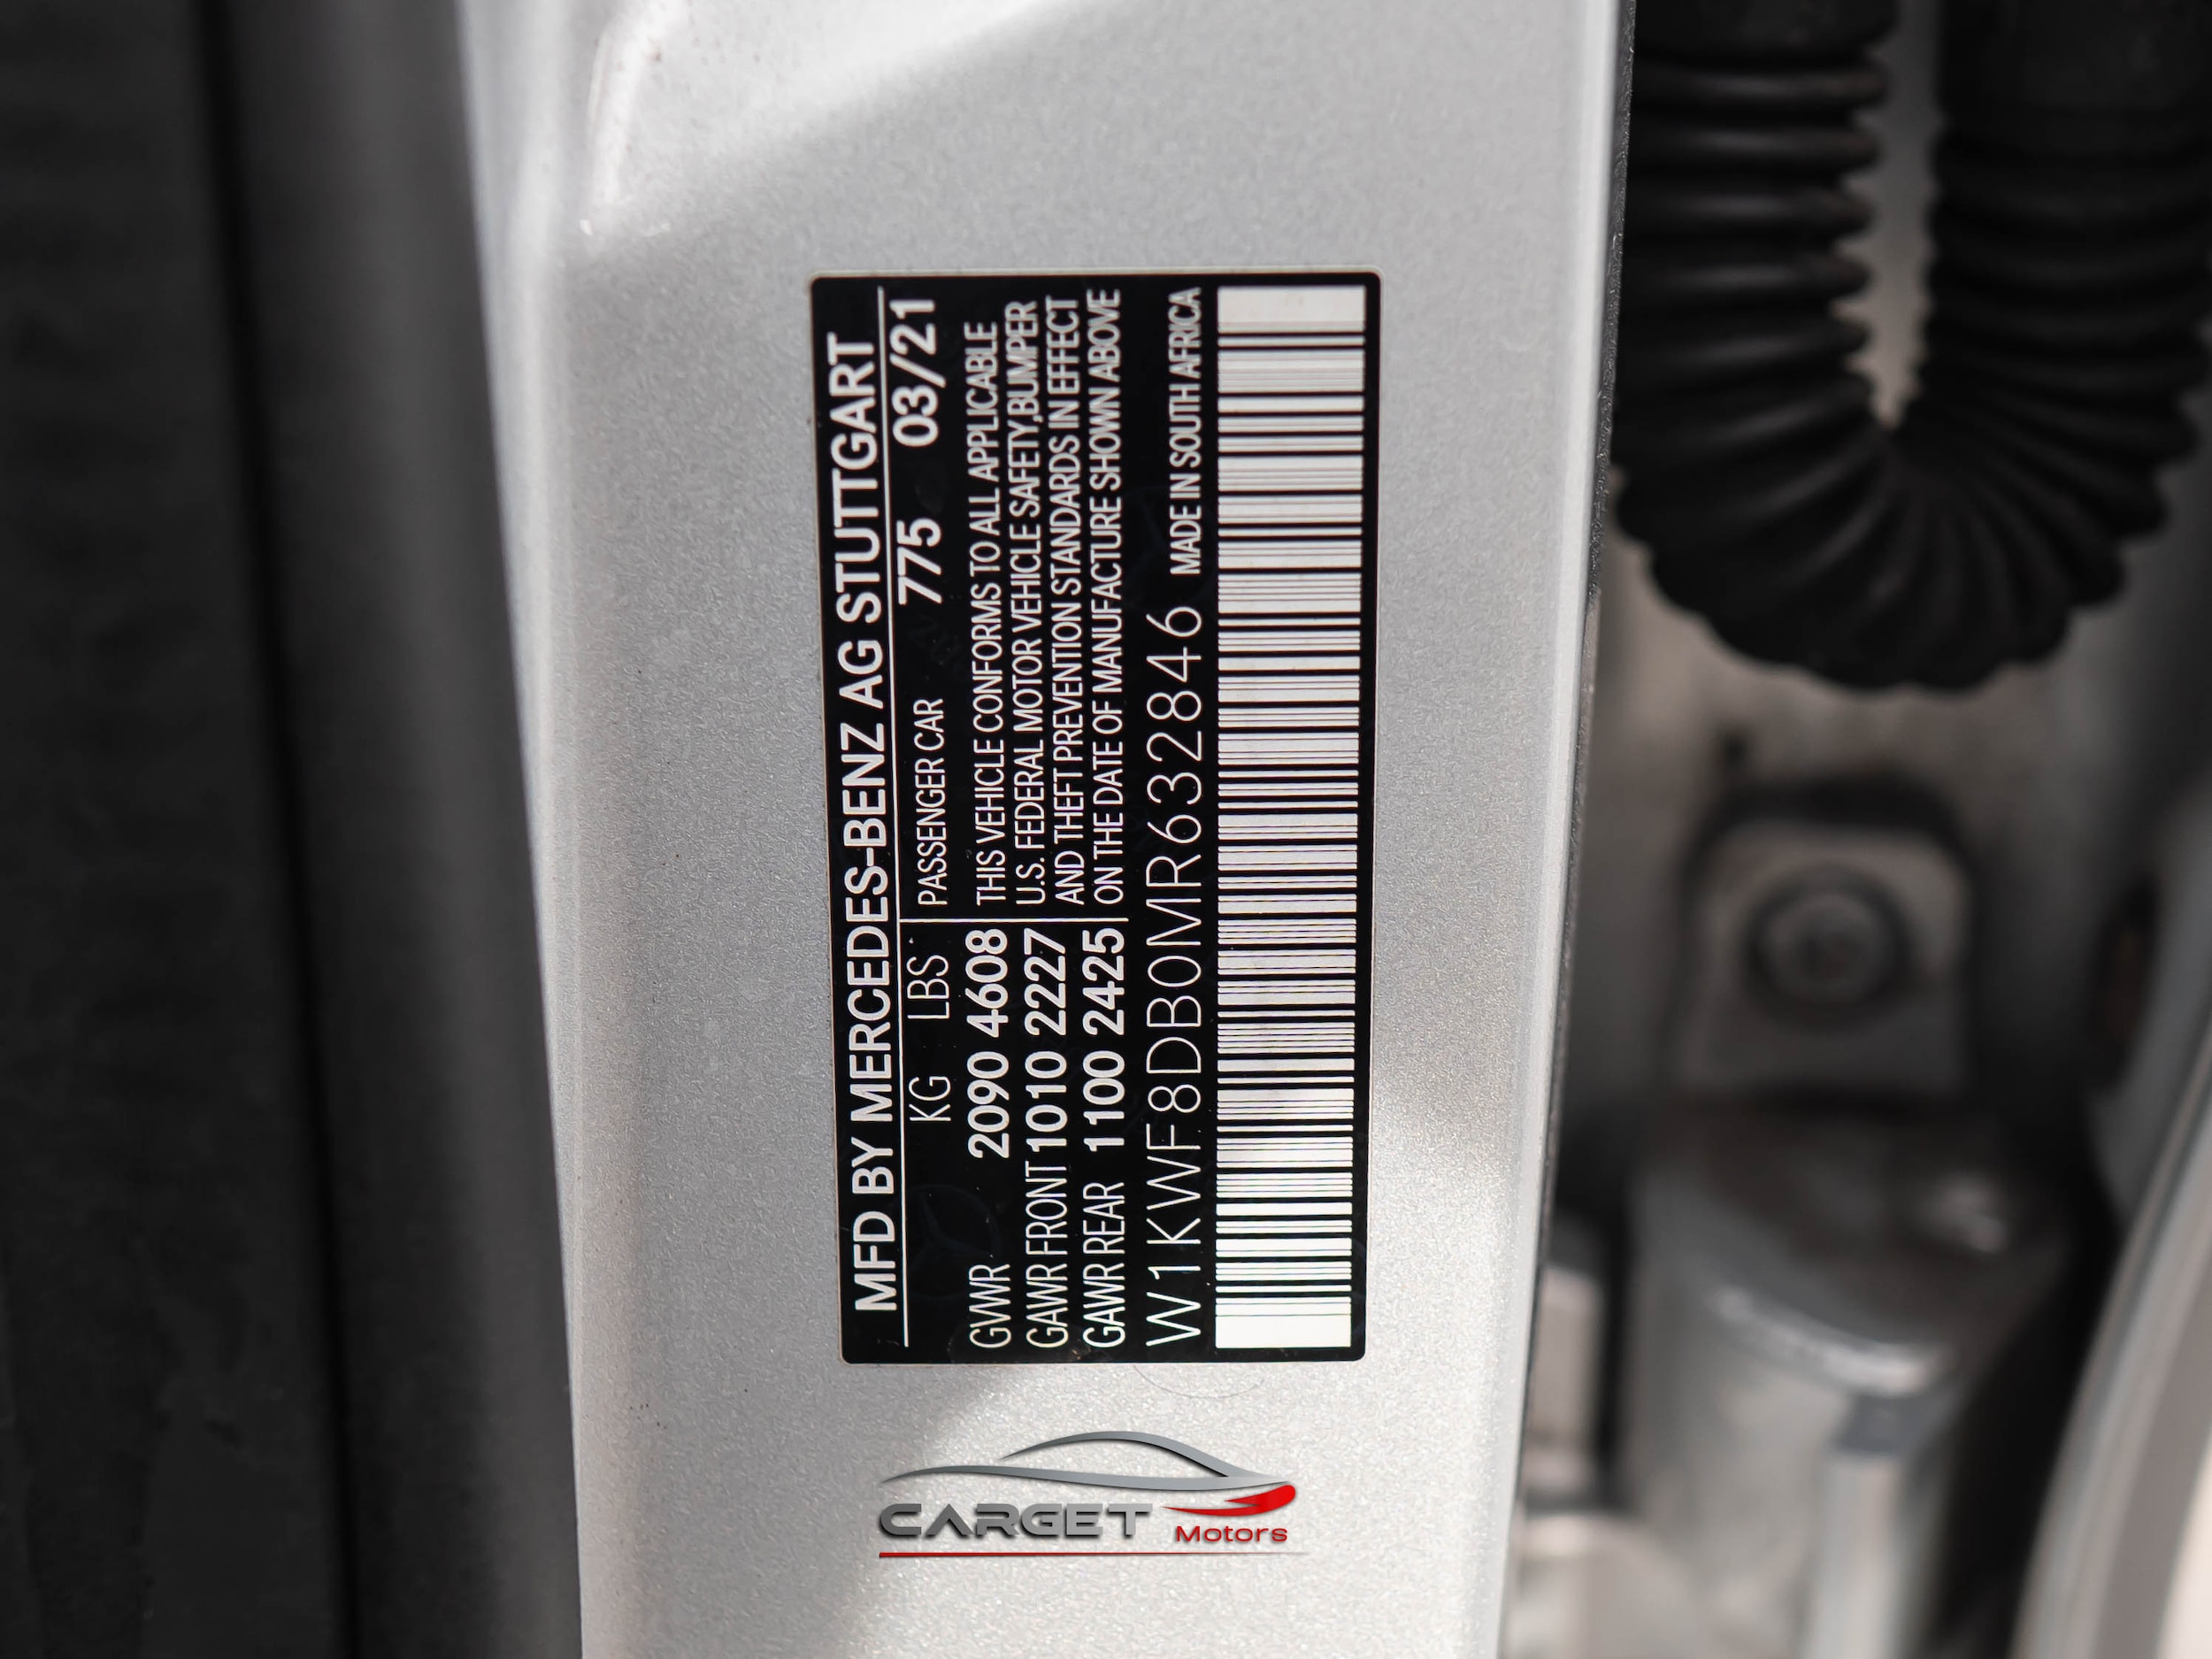 MFD BY MERCEDES-BENZ AG STUTTGART
KG LBS PASSENGER CAR 775 03/21
GVWR 2090 4608
GAWR FRONT 1010 2227
GAWR REAR 1100 2425
THIS VEHICLE CONFORMS TO ALL APPLICABLE
U.S. FEDERAL MOTOR VEHICLE SAFETY,BUMPER
AND THEFT PREVENTION STANDARDS IN EFFECT
ON THE DATE OF MANUFACTURE SHOWN ABOVE
W1KWF8DB0MR632846 MADE IN SOUTH AFRICA
CARGET Motors